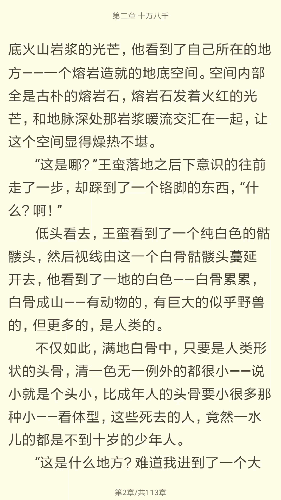 第二章 十万八千
底火山岩浆的光芒，他看到了自己所在的地
方——一个熔岩造就的地底空间。空间内部
全是古朴的熔岩石，熔岩石发着火红的光
芒，和地脉深处那岩浆暖流交汇在一起，让
这个空间显得燥热不堪。
“这是哪？”王蛮落地之后下意识的往前
走了一步，却踩到了一个铬脚的东西，“什
么？啊！”
低头看去，王蛮看到了一个纯白色的骷
髅头，然后视线由这一个白骨骷髅头蔓延
开去，他看到了一地的白色——白骨累累，
白骨成山——有动物的，有巨大的似乎野兽
的，但更多的，是人类的。
不仅如此，满地白骨中，只要是人类形
状的头骨，清一色无一例外的都很小——说
小就是个头小，比成年人的头骨要小很多那
种小——看体型，这些死去的人，竟然一水
儿的都是不到十岁的少年人。
“这是什么地方？难道我进到了一个大
第2章/共113章